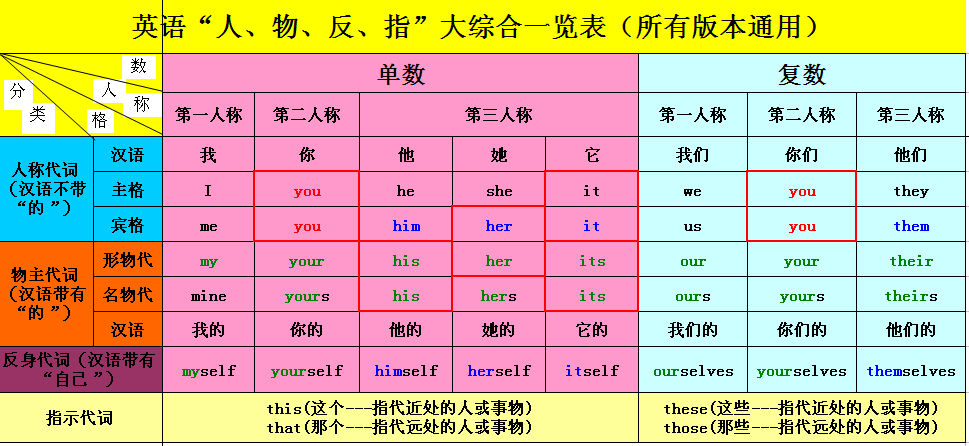 英语“人、物、反、指”大综合一览表（所有版本通用）
数
人称
格
分类
单数 复数
第一人称 第二人称 第三人称 第一人称 第二人称 第三人称
人称代词（汉语不带“的 ”）
汉语 我 你 他 她 它 我们 你们 他们
主格 I you he she it we you they
宾格 me you him her it us you them
物主代词（汉语带有“的 ”）
形物代 my your his her its our your their
名物代 mine yours his hers its ours yours theirs
汉语 我的 你的 他的 她的 它的 我们的 你们的 他们的
反身代词（汉语带有“自己 ”） myself yourself himself herself itself ourselves yourselves themselves
指示代词
this(这个---指代近处的人或事物)
that(那个---指代远处的人或事物)
these(这些---指代近处的人或事物)
those(那些---指代远处的人或事物)